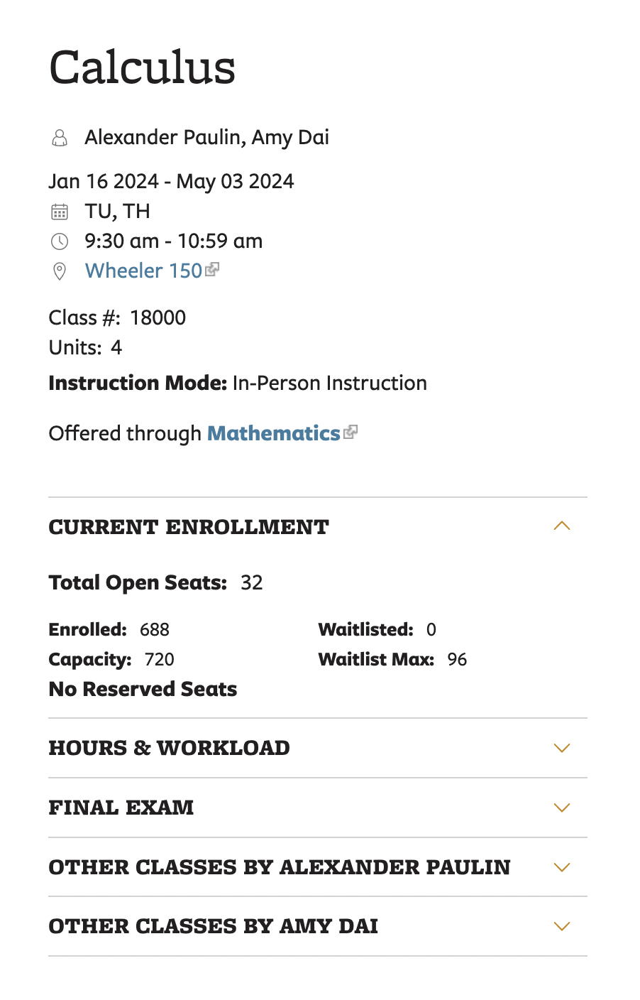 Calculus
Alexander Paulin, Amy Dai
Jan 16 2024 - May 03 2024
TU, TH
9:30 am - 10:59 am
Wheeler 150
Class #: 18000
Units: 4
Instruction Mode: In-Person Instruction
Offered through Mathematics
CURRENT ENROLLMENT
Total Open Seats: 32
Enrolled: 688 Waitlisted: 0
Capacity: 720 Waitlist Max: 96
No Reserved Seats
HOURS & WORKLOAD
FINAL EXAM
OTHER CLASSES BY ALEXANDER PAULIN
OTHER CLASSES BY AMY DAI